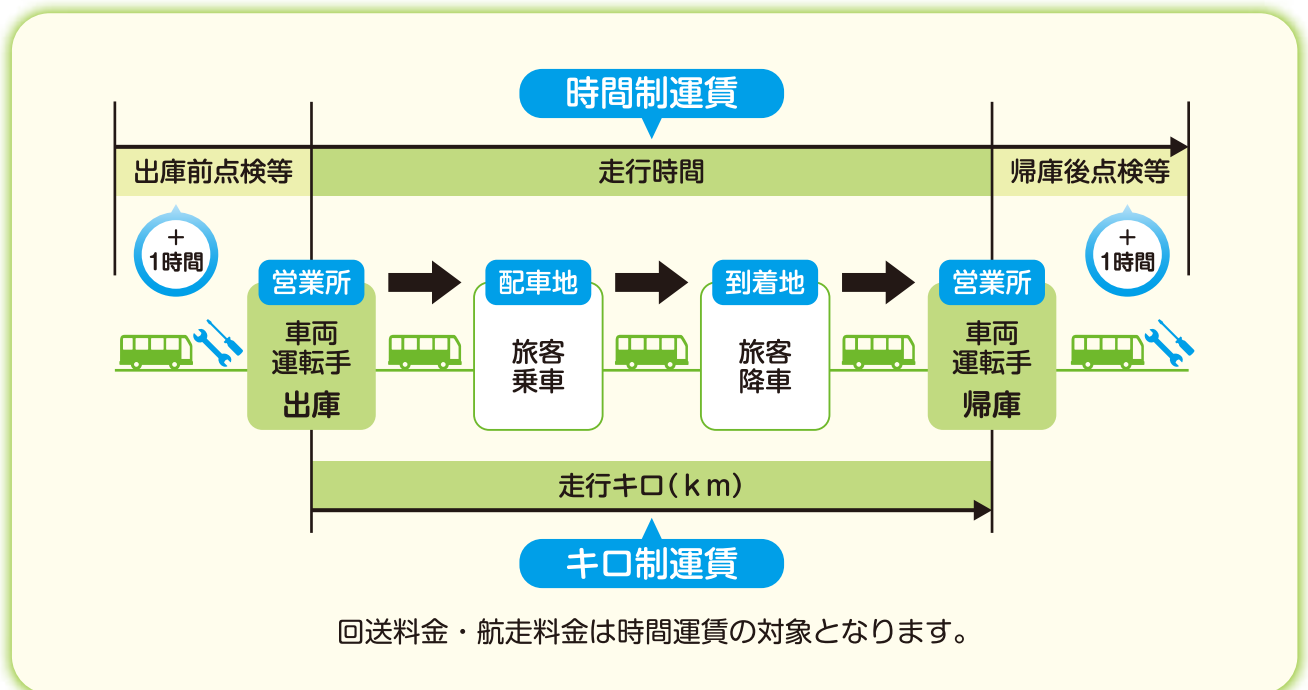 時間制運賃
出庫前点検等
走行時間
帰庫後点検等
+
1時間
+
1時間
営業所
車両
運転手
出庫
配車地
旅客
乗車
到着地
旅客
降車
営業所
車両
運転手
帰庫
走行キロ(km)
キロ制運賃
回送料金・航走料金は時間運賃の対象となります。